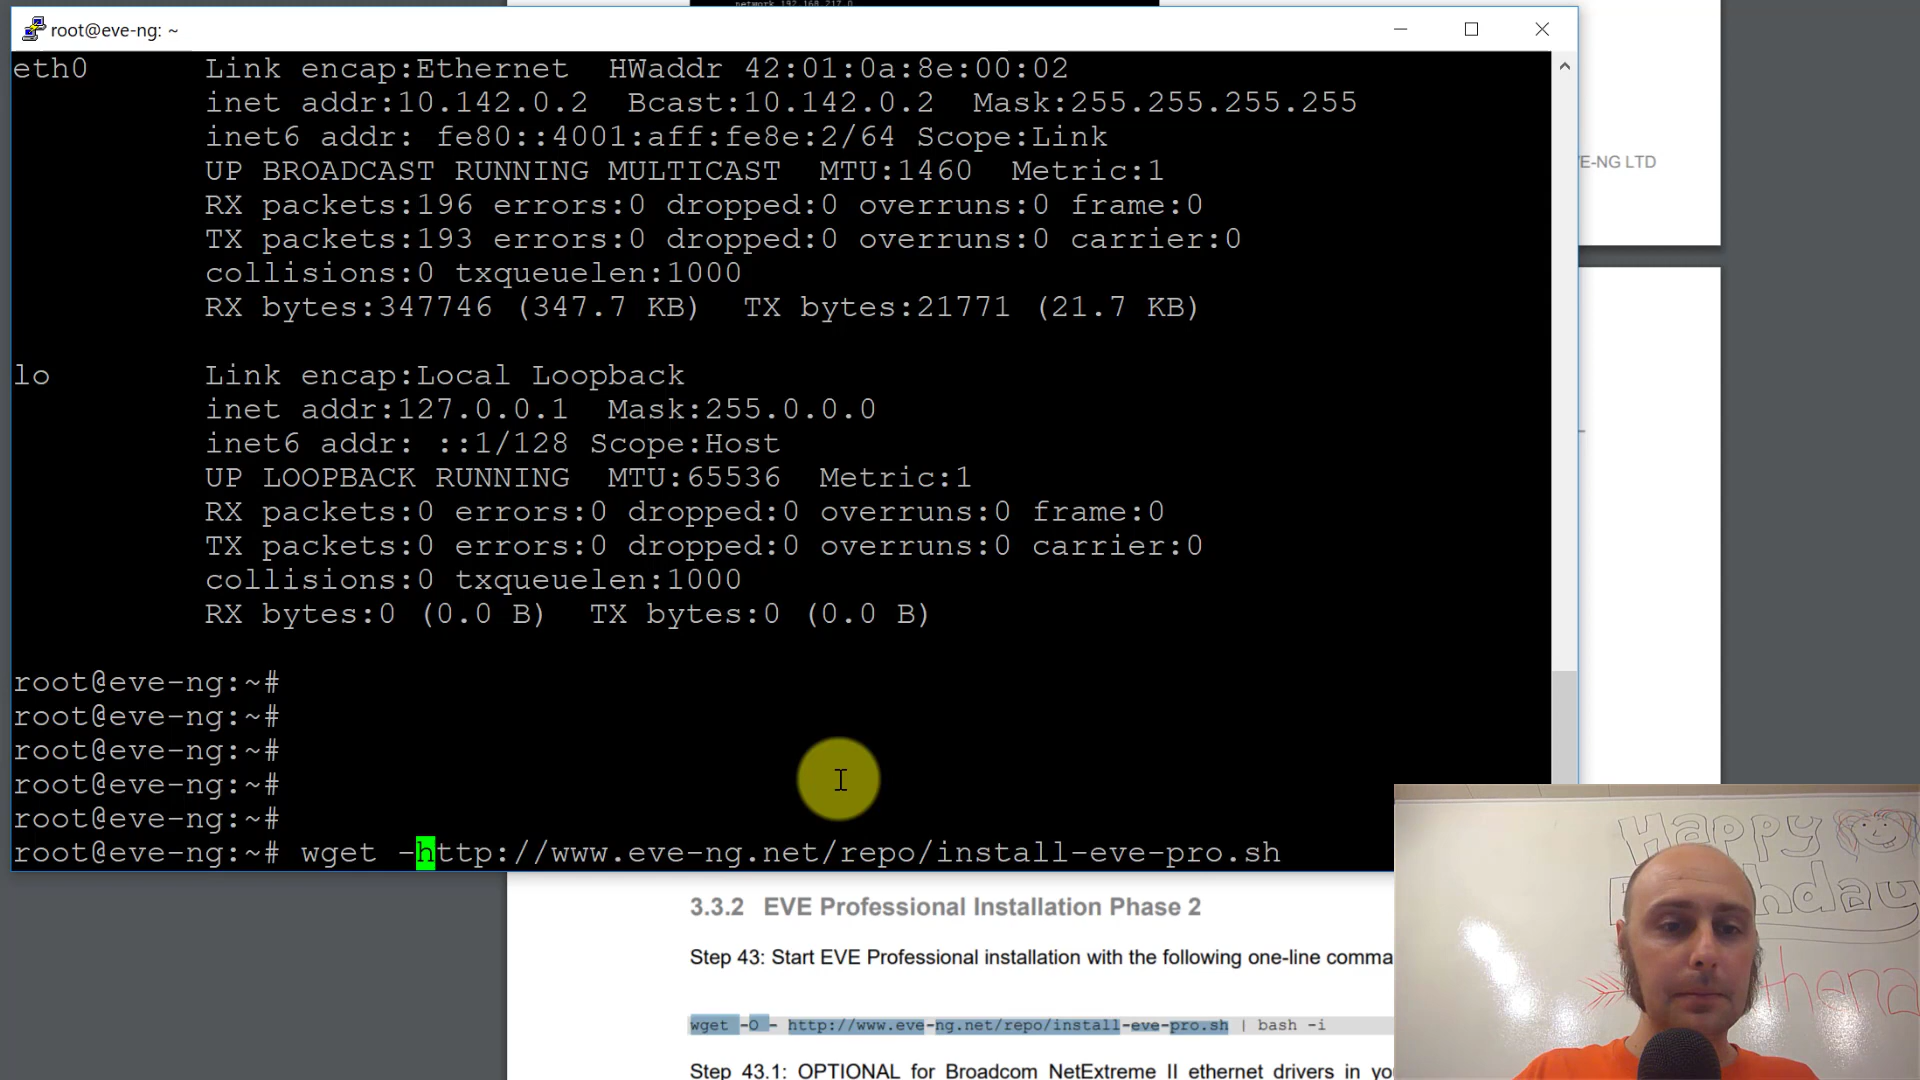 network 192.168.217.0
root@eve-ng: ~
eth0 Link encap:Ethernet HWaddr 42:01:0a:8e:00:02
inet addr:10.142.0.2 Bcast:10.142.0.2 Mask:255.255.255.255
inet6 addr: fe80::4001:aff:fe8e:2/64 Scope:Link
UP BROADCAST RUNNING MULTICAST MTU:1460 Metric:1
RX packets:196 errors:0 dropped:0 overruns:0 frame:0
TX packets:193 errors:0 dropped:0 overruns:0 carrier:0
collisions:0 txqueuelen:1000
RX bytes:347746 (347.7 KB) TX bytes:21771 (21.7 KB)
lo Link encap:Local Loopback
inet addr:127.0.0.1 Mask:255.0.0.0
inet6 addr: ::1/128 Scope:Host
UP LOOPBACK RUNNING MTU:65536 Metric:1
RX packets:0 errors:0 dropped:0 overruns:0 frame:0
TX packets:0 errors:0 dropped:0 overruns:0 carrier:0
collisions:0 txqueuelen:1000
RX bytes:0 (0.0 B) TX bytes:0 (0.0 B)
root@eve-ng:~#
root@eve-ng:~#
root@eve-ng:~#
root@eve-ng:~#
root@eve-ng:~#
root@eve-ng:~# wget -http://www.eve-ng.net/repo/install-eve-pro.sh
E-NG LTD
3.3.2 EVE Professional Installation Phase 2
Step 43: Start EVE Professional installation with the following one-line comma
wget -O - http://www.eve-ng.net/repo/install-eve-pro.sh | bash -i
Step 43.1: OPTIONAL for Broadcom NetExtreme II ethernet drivers in yo
Happy